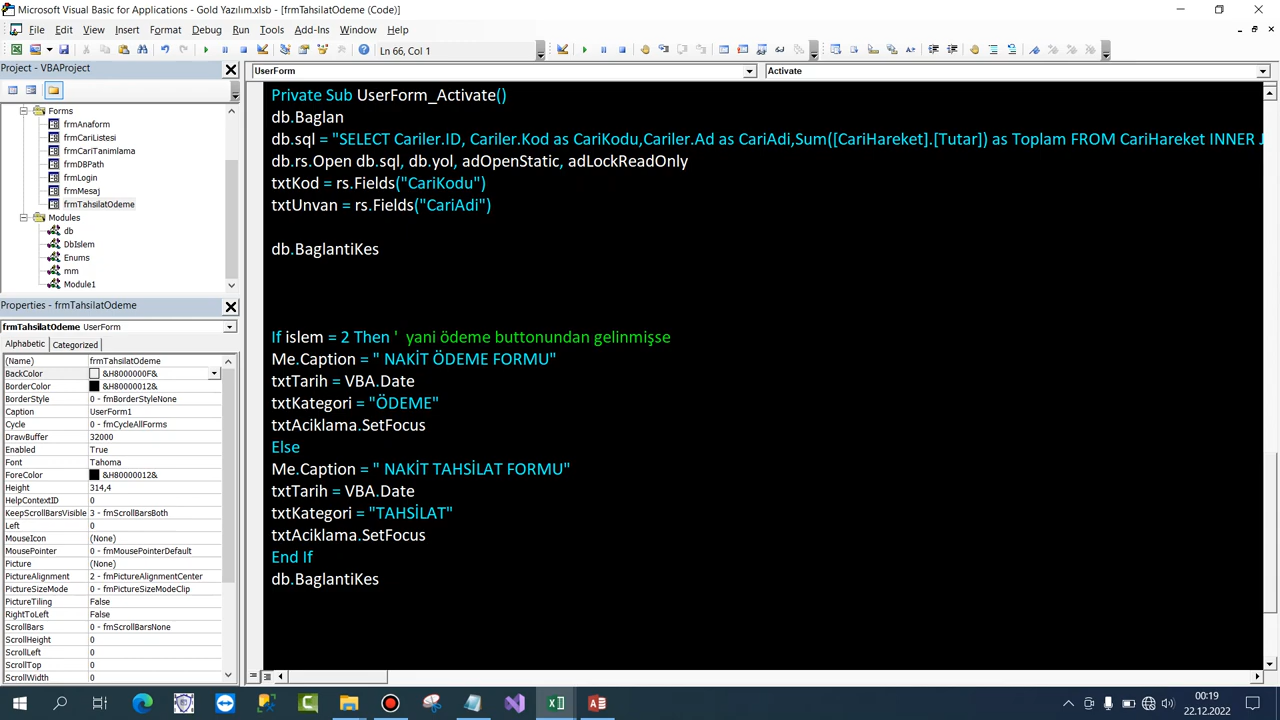 Microsoft Visual Basic for Applications - Gold Yazılım.xlsb - [frmTahsilatOdeme (Code)]
File Edit View Insert Format Debug Run Tools Add-Ins Window Help
Ln 66, Col 1
Project - VBAProject
UserForm
Activate
Forms
frmAnaform
frmCariListesi
frmCariTanimlama
frmDBPath
frmLogin
frmMesaj
frmTahsilatOdeme
Modules
db
DbIslem
Enums
mm
Module1
Properties - frmTahsilatOdeme
frmTahsilatOdeme UserForm
Alphabetic Categorized
(Name) frmTahsilatOdeme
BackColor &H8000000F&
BorderColor &H80000012&
BorderStyle 0 - fmBorderStyleNone
Caption UserForm1
Cycle 0 - fmCycleAllForms
DrawBuffer 32000
Enabled True
Font Tahoma
ForeColor &H80000012&
Height 314,4
HelpContextID 0
KeepScrollBarsVisible 3 - fmScrollBarsBoth
Left 0
MouseIcon (None)
MousePointer 0 - fmMousePointerDefault
Picture (None)
PictureAlignment 2 - fmPictureAlignmentCenter
PictureSizeMode 0 - fmPictureSizeModeClip
PictureTiling False
RightToLeft False
ScrollBars 0 - fmScrollBarsNone
ScrollHeight 0
ScrollLeft 0
ScrollTop 0
ScrollWidth 0
Private Sub UserForm_Activate()
db.Baglan
db.sql = "SELECT Cariler.ID, Cariler.Kod as CariKodu,Cariler.Ad as CariAdi,Sum([CariHareket].[Tutar]) as Toplam FROM CariHareket INNER J
db.rs.Open db.sql, db.yol, adOpenStatic, adLockReadOnly
txtKod = rs.Fields("CariKodu")
txtUnvan = rs.Fields("CariAdi")
db.BaglantiKes
If islem = 2 Then ' yani ödeme buttonundan gelinmişse
Me.Caption = " NAKİT ÖDEME FORMU"
txtTarih = VBA.Date
txtKategori = "ÖDEME"
txtAciklama.SetFocus
Else
Me.Caption = " NAKİT TAHSİLAT FORMU"
txtTarih = VBA.Date
txtKategori = "TAHSİLAT"
txtAciklama.SetFocus
End If
db.BaglantiKes
00:19
22.12.2022